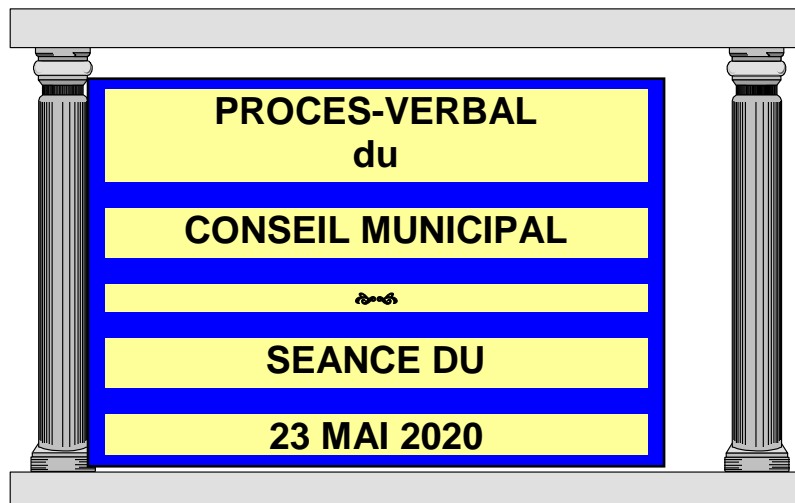 PROCES-VERBAL
du
CONSEIL MUNICIPAL
SEANCE DU
23 MAI 2020